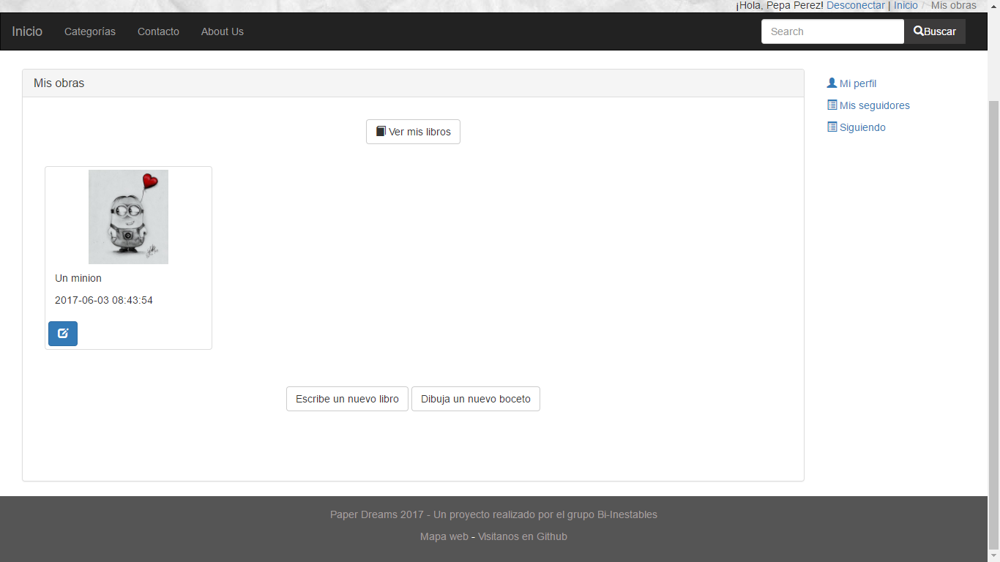 ¡Hola, Pepa Perez! Desconectar | Inicio / Mis obras
Inicio Categorías Contacto About Us Search Buscar
Mis obras
Mi perfil
Mis seguidores
Siguiendo
Ver mis libros
Un minion
2017-06-03 08:43:54
Escribe un nuevo libro Dibuja un nuevo boceto
Paper Dreams 2017 - Un proyecto realizado por el grupo Bi-Inestables
Mapa web - Visitanos en Github